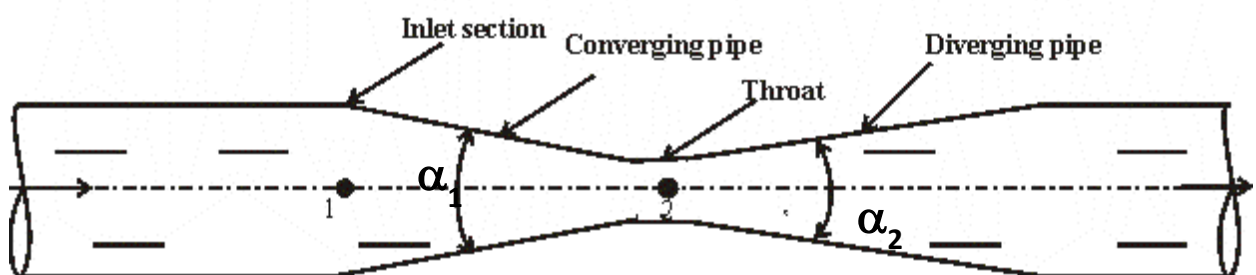 Inlet section
Converging pipe
Diverging pipe
Throat
α₁
1
2
α₂